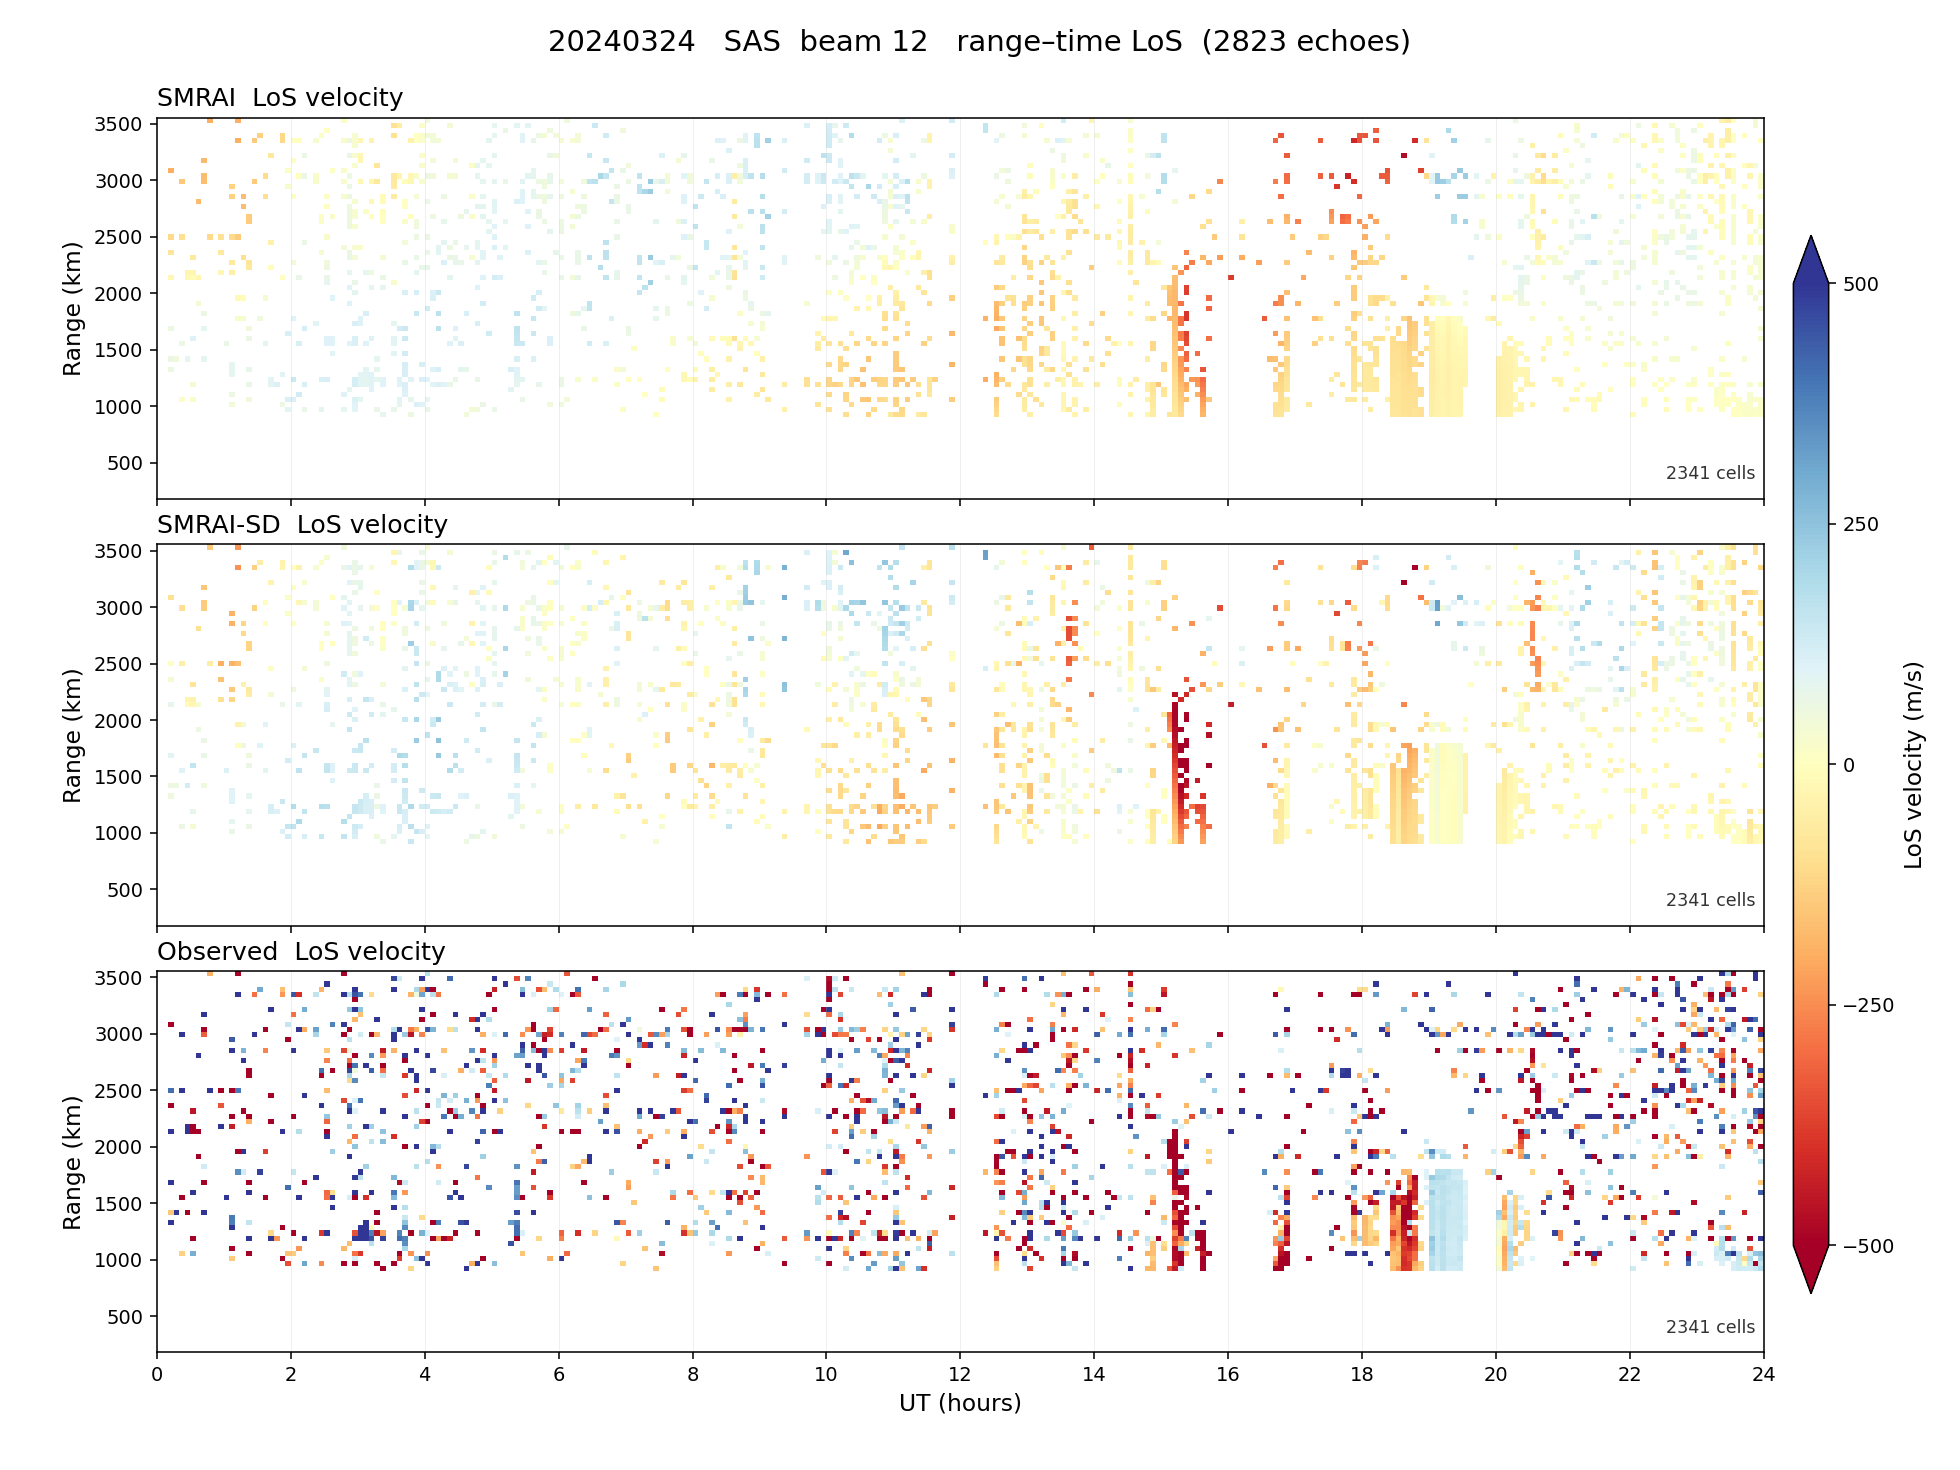 20240324   SAS  beam 12   range–time LoS  (2823 echoes)
SMRAI  LoS velocity
3500
3000
2500
2000
1500
1000
500
Range (km)
2341 cells
SMRAI-SD  LoS velocity
3500
3000
2500
2000
1500
1000
500
Range (km)
2341 cells
Observed  LoS velocity
3500
3000
2500
2000
1500
1000
500
Range (km)
2341 cells
0 2 4 6 8 10 12 14 16 18 20 22 24
UT (hours)
500
250
0
−250
−500
LoS velocity (m/s)